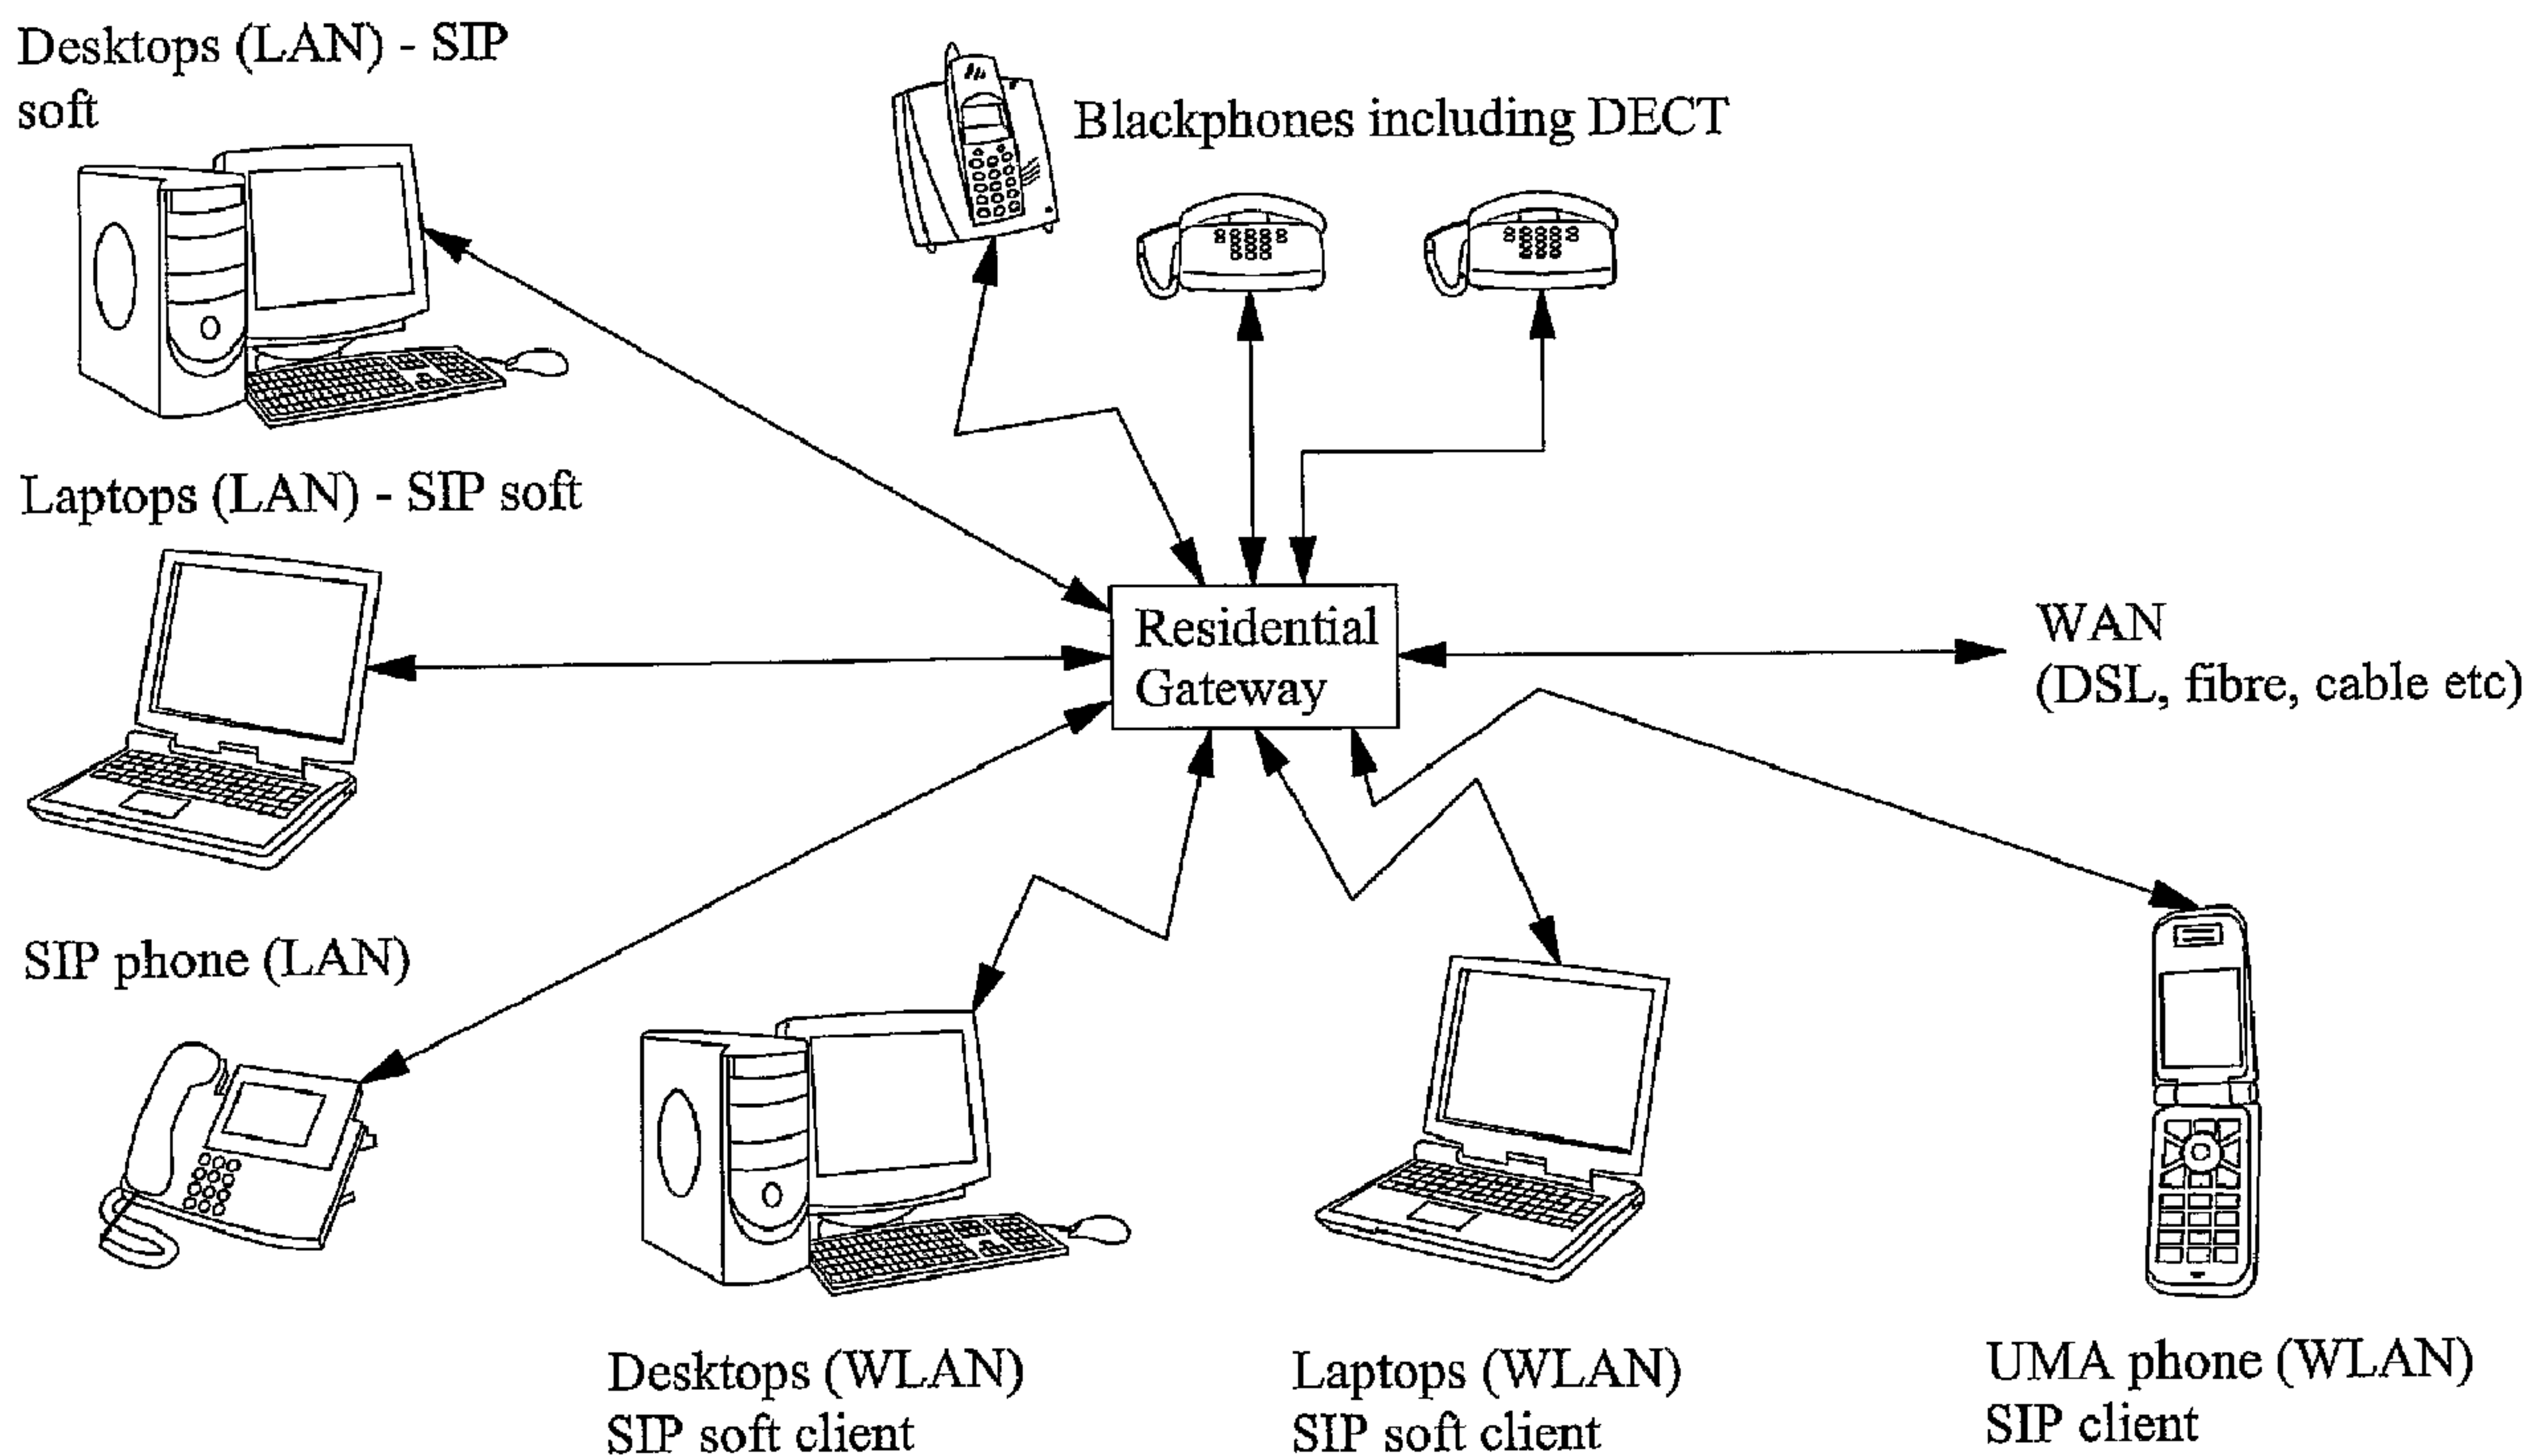 Desktops (LAN) - SIP
soft
Blackphones including DECT
Laptops (LAN) - SIP soft
Residential
Gateway
WAN
(DSL, fibre, cable etc)
SIP phone (LAN)
Desktops (WLAN)
SIP soft client
Laptops (WLAN)
SIP soft client
UMA phone (WLAN)
SIP client